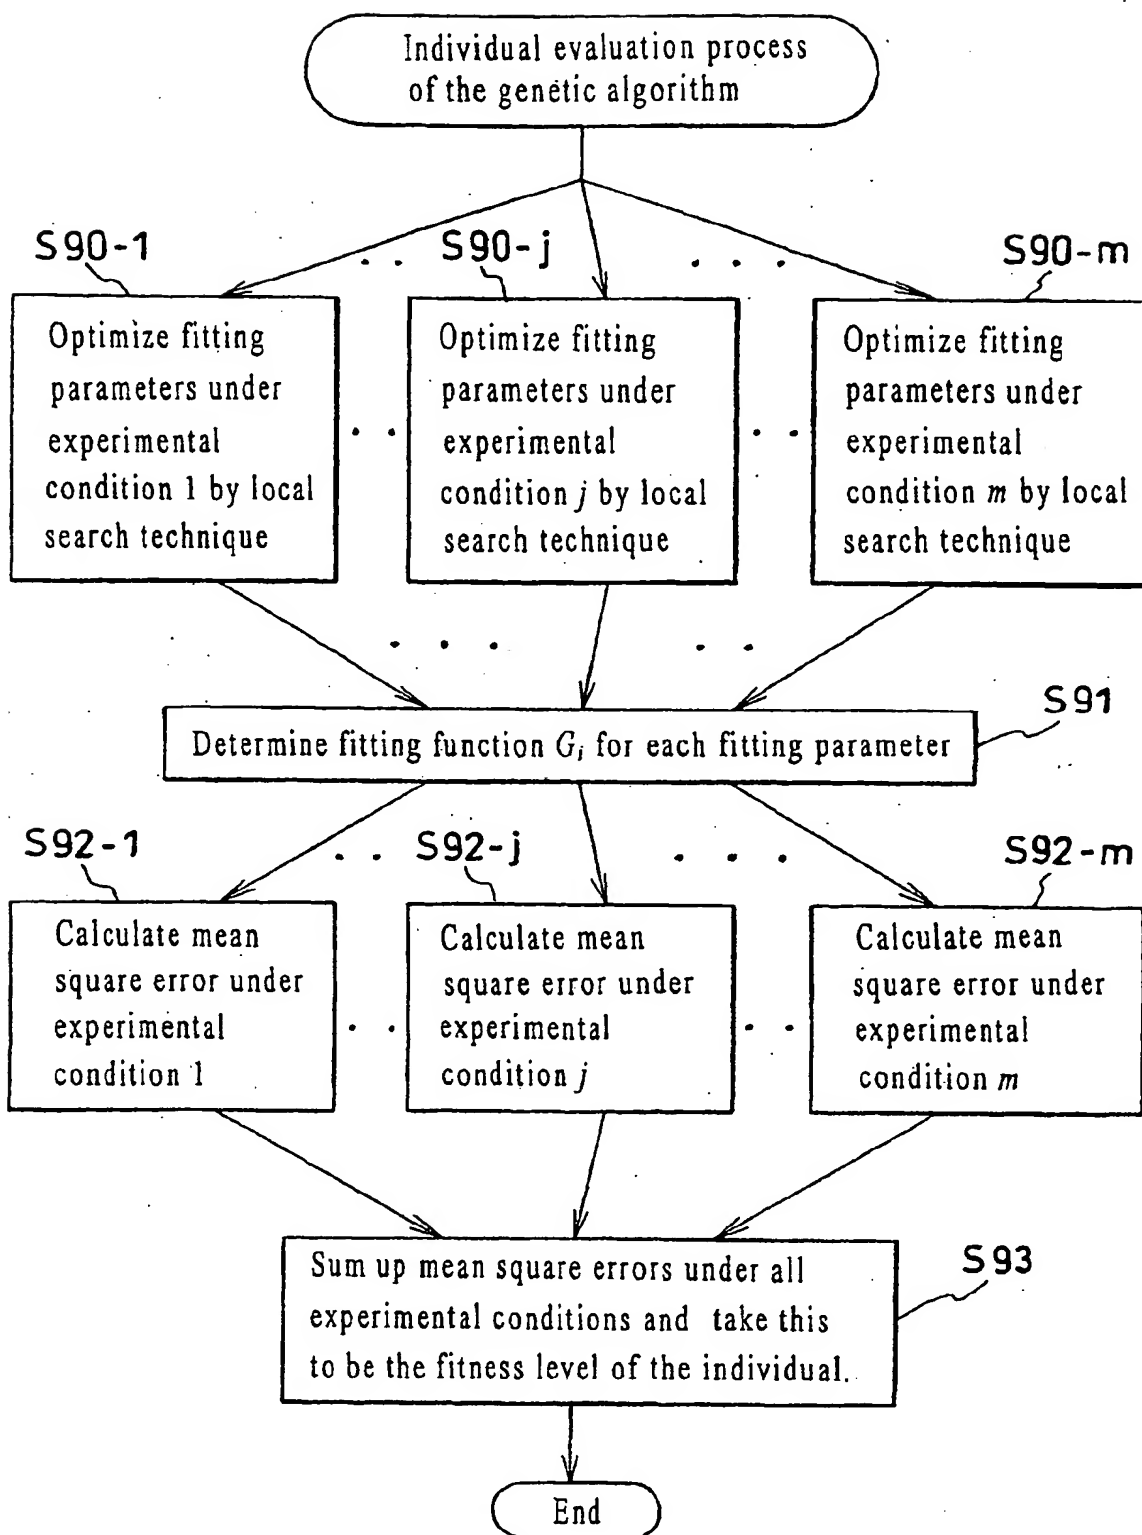 Individual evaluation process
of the genetic algorithm
S90-1
S90-j
S90-m
Optimize fitting
parameters under
experimental
condition 1 by local
search technique
Optimize fitting
parameters under
experimental
condition j by local
search technique
Optimize fitting
parameters under
experimental
condition m by local
search technique
S91
Determine fitting function Gi for each fitting parameter
S92-1
S92-j
S92-m
Calculate mean
square error under
experimental
condition 1
Calculate mean
square error under
experimental
condition j
Calculate mean
square error under
experimental
condition m
S93
Sum up mean square errors under all
experimental conditions and take this
to be the fitness level of the individual.
End